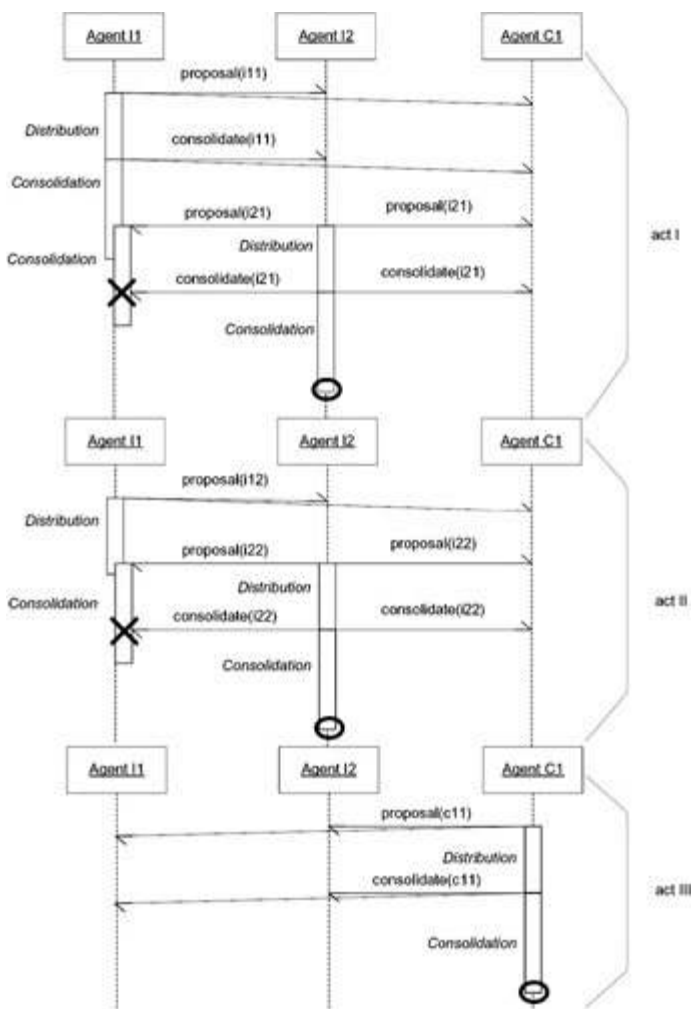 Agent I1
Agent I2
Agent C1
proposal(i11)
Distribution
consolidate(i11)
Consolidation
proposal(i21)
proposal(i21)
act I
Distribution
Consolidation
consolidate(i21)
consolidate(i21)
Consolidation
Agent I1
Agent I2
Agent C1
proposal(i12)
Distribution
proposal(i22)
proposal(i22)
Distribution
Consolidation
act II
consolidate(i22)
consolidate(i22)
Consolidation
Agent I1
Agent I2
Agent C1
proposal(c11)
Distribution
consolidate(c11)
act III
Consolidation